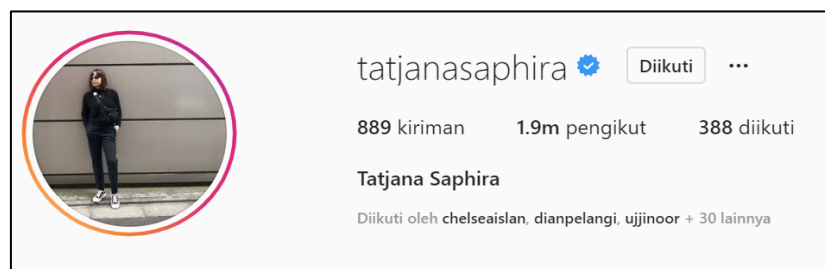 tatjanasaphira Diikuti
889 kiriman 1.9m pengikut 388 diikuti
Tatjana Saphira
Diikuti oleh chelseaislan, dianpelangi, ujjinoor + 30 lainnya